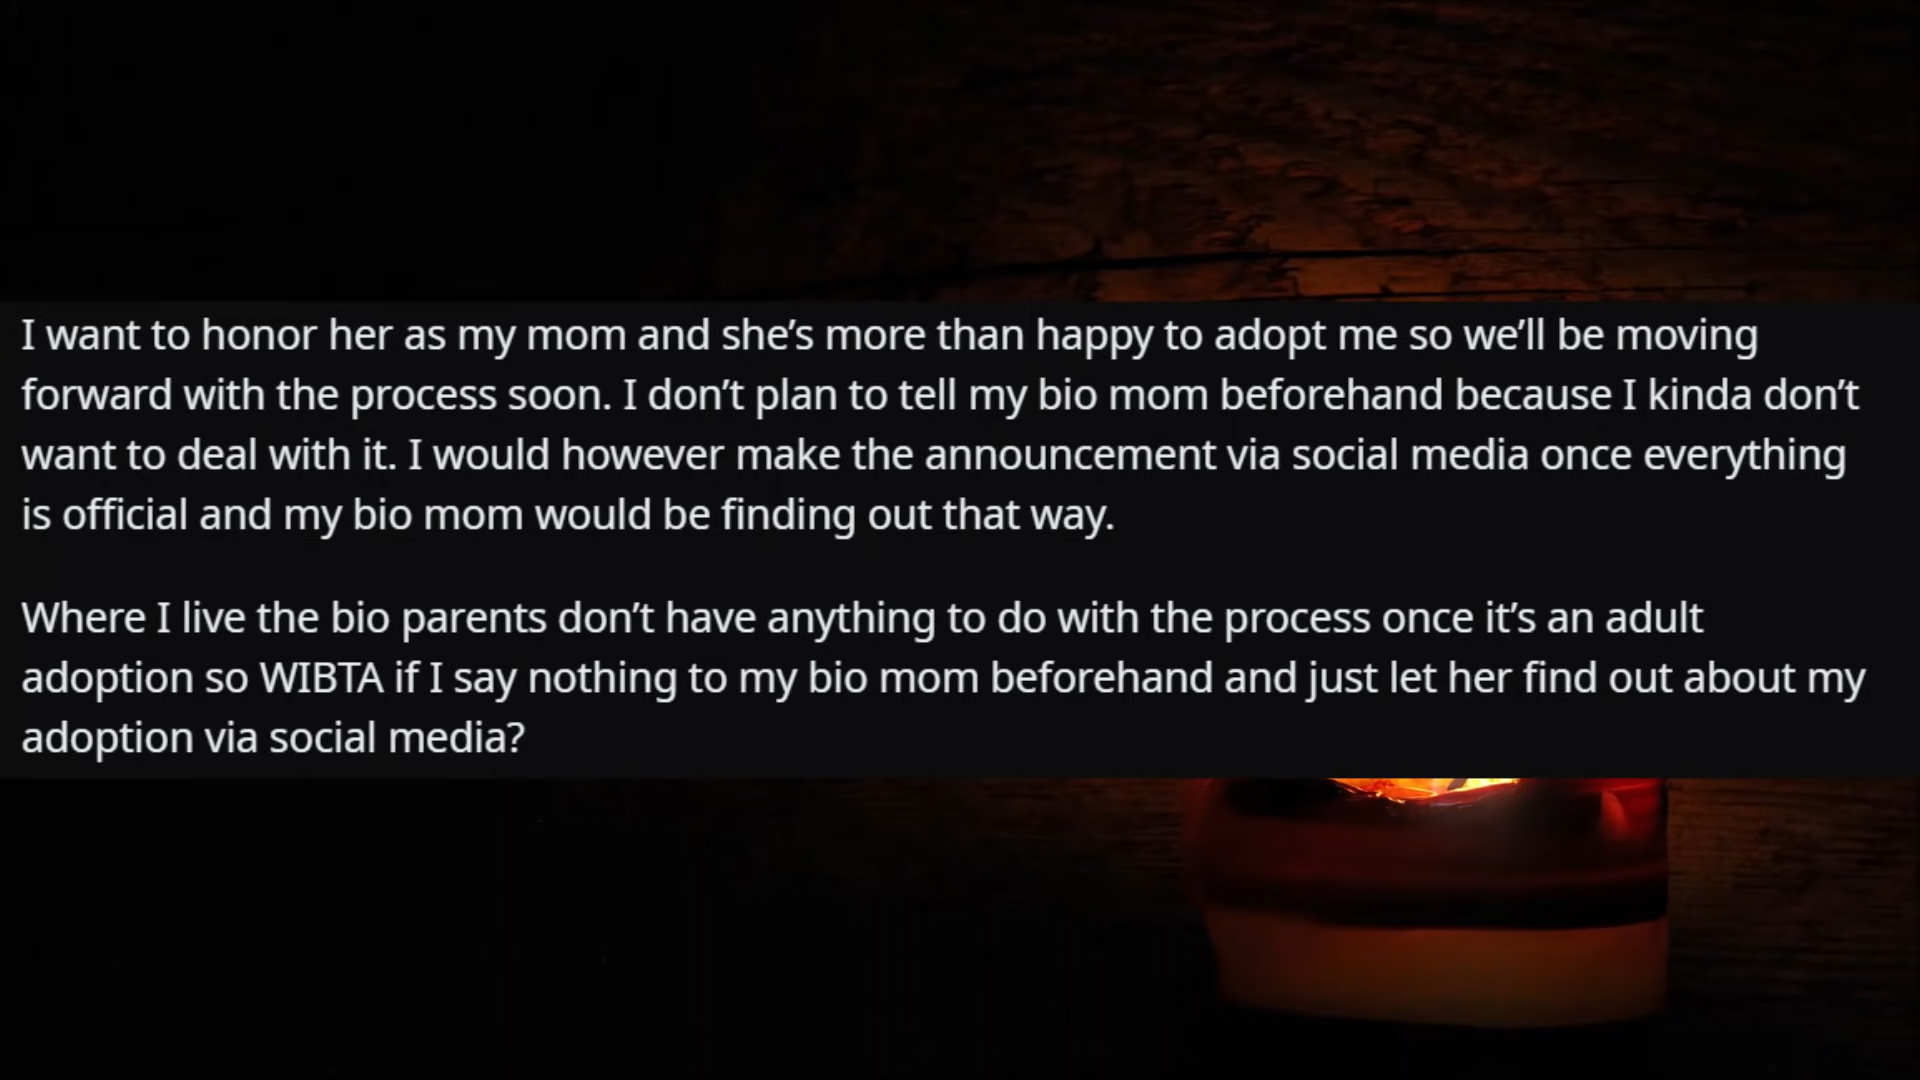 I want to honor her as my mom and she’s more than happy to adopt me so we’ll be moving
forward with the process soon. I don’t plan to tell my bio mom beforehand because I kinda don’t
want to deal with it. I would however make the announcement via social media once everything
is official and my bio mom would be finding out that way.
Where I live the bio parents don’t have anything to do with the process once it’s an adult
adoption so WIBTA if I say nothing to my bio mom beforehand and just let her find out about my
adoption via social media?